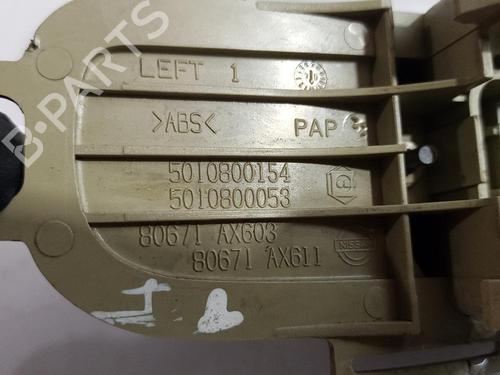 LEFT 1
>ABS< PAP
5010800154
5010800053
80671 AX603
80671 AX611
NISSAN
B-PARTS